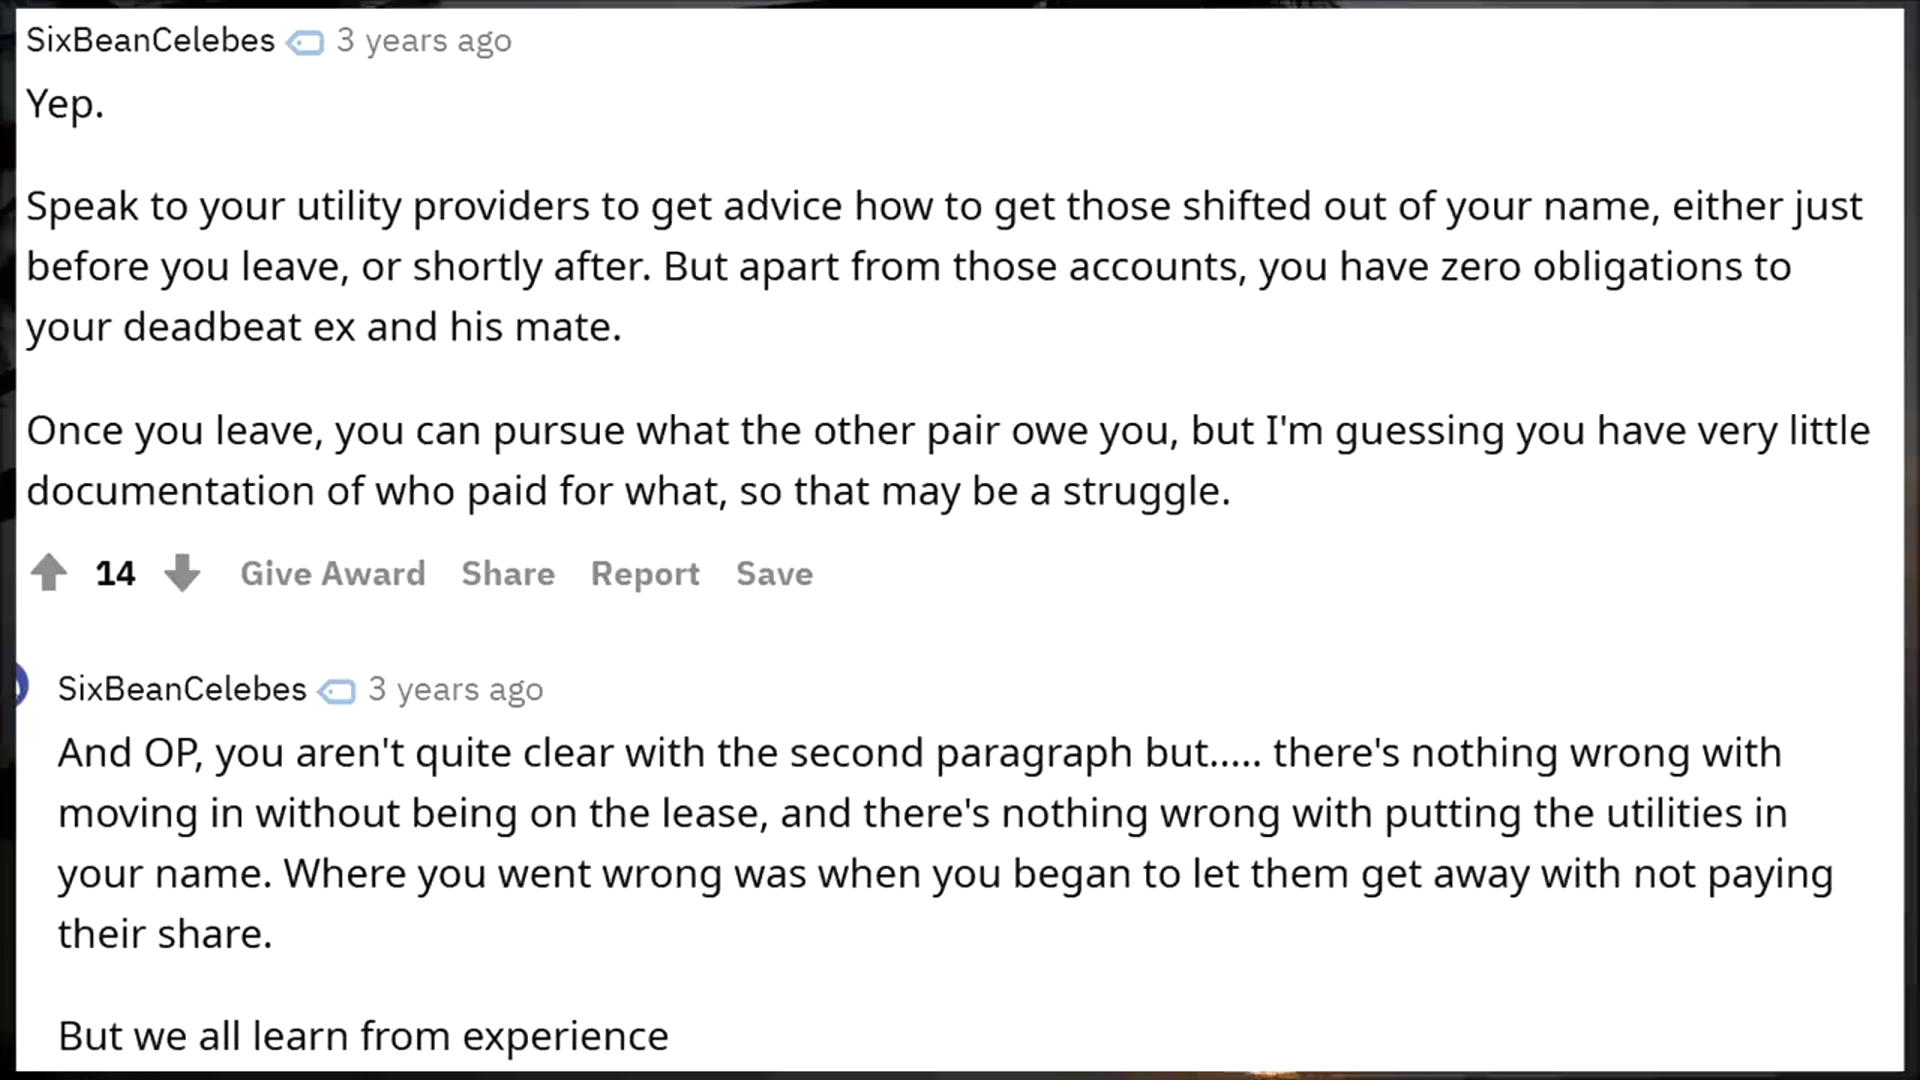 SixBeanCelebes 3 years ago
Yep.
Speak to your utility providers to get advice how to get those shifted out of your name, either just
before you leave, or shortly after. But apart from those accounts, you have zero obligations to
your deadbeat ex and his mate.
Once you leave, you can pursue what the other pair owe you, but I'm guessing you have very little
documentation of who paid for what, so that may be a struggle.
14 Give Award Share Report Save
SixBeanCelebes 3 years ago
And OP, you aren't quite clear with the second paragraph but..... there's nothing wrong with
moving in without being on the lease, and there's nothing wrong with putting the utilities in
your name. Where you went wrong was when you began to let them get away with not paying
their share.
But we all learn from experience